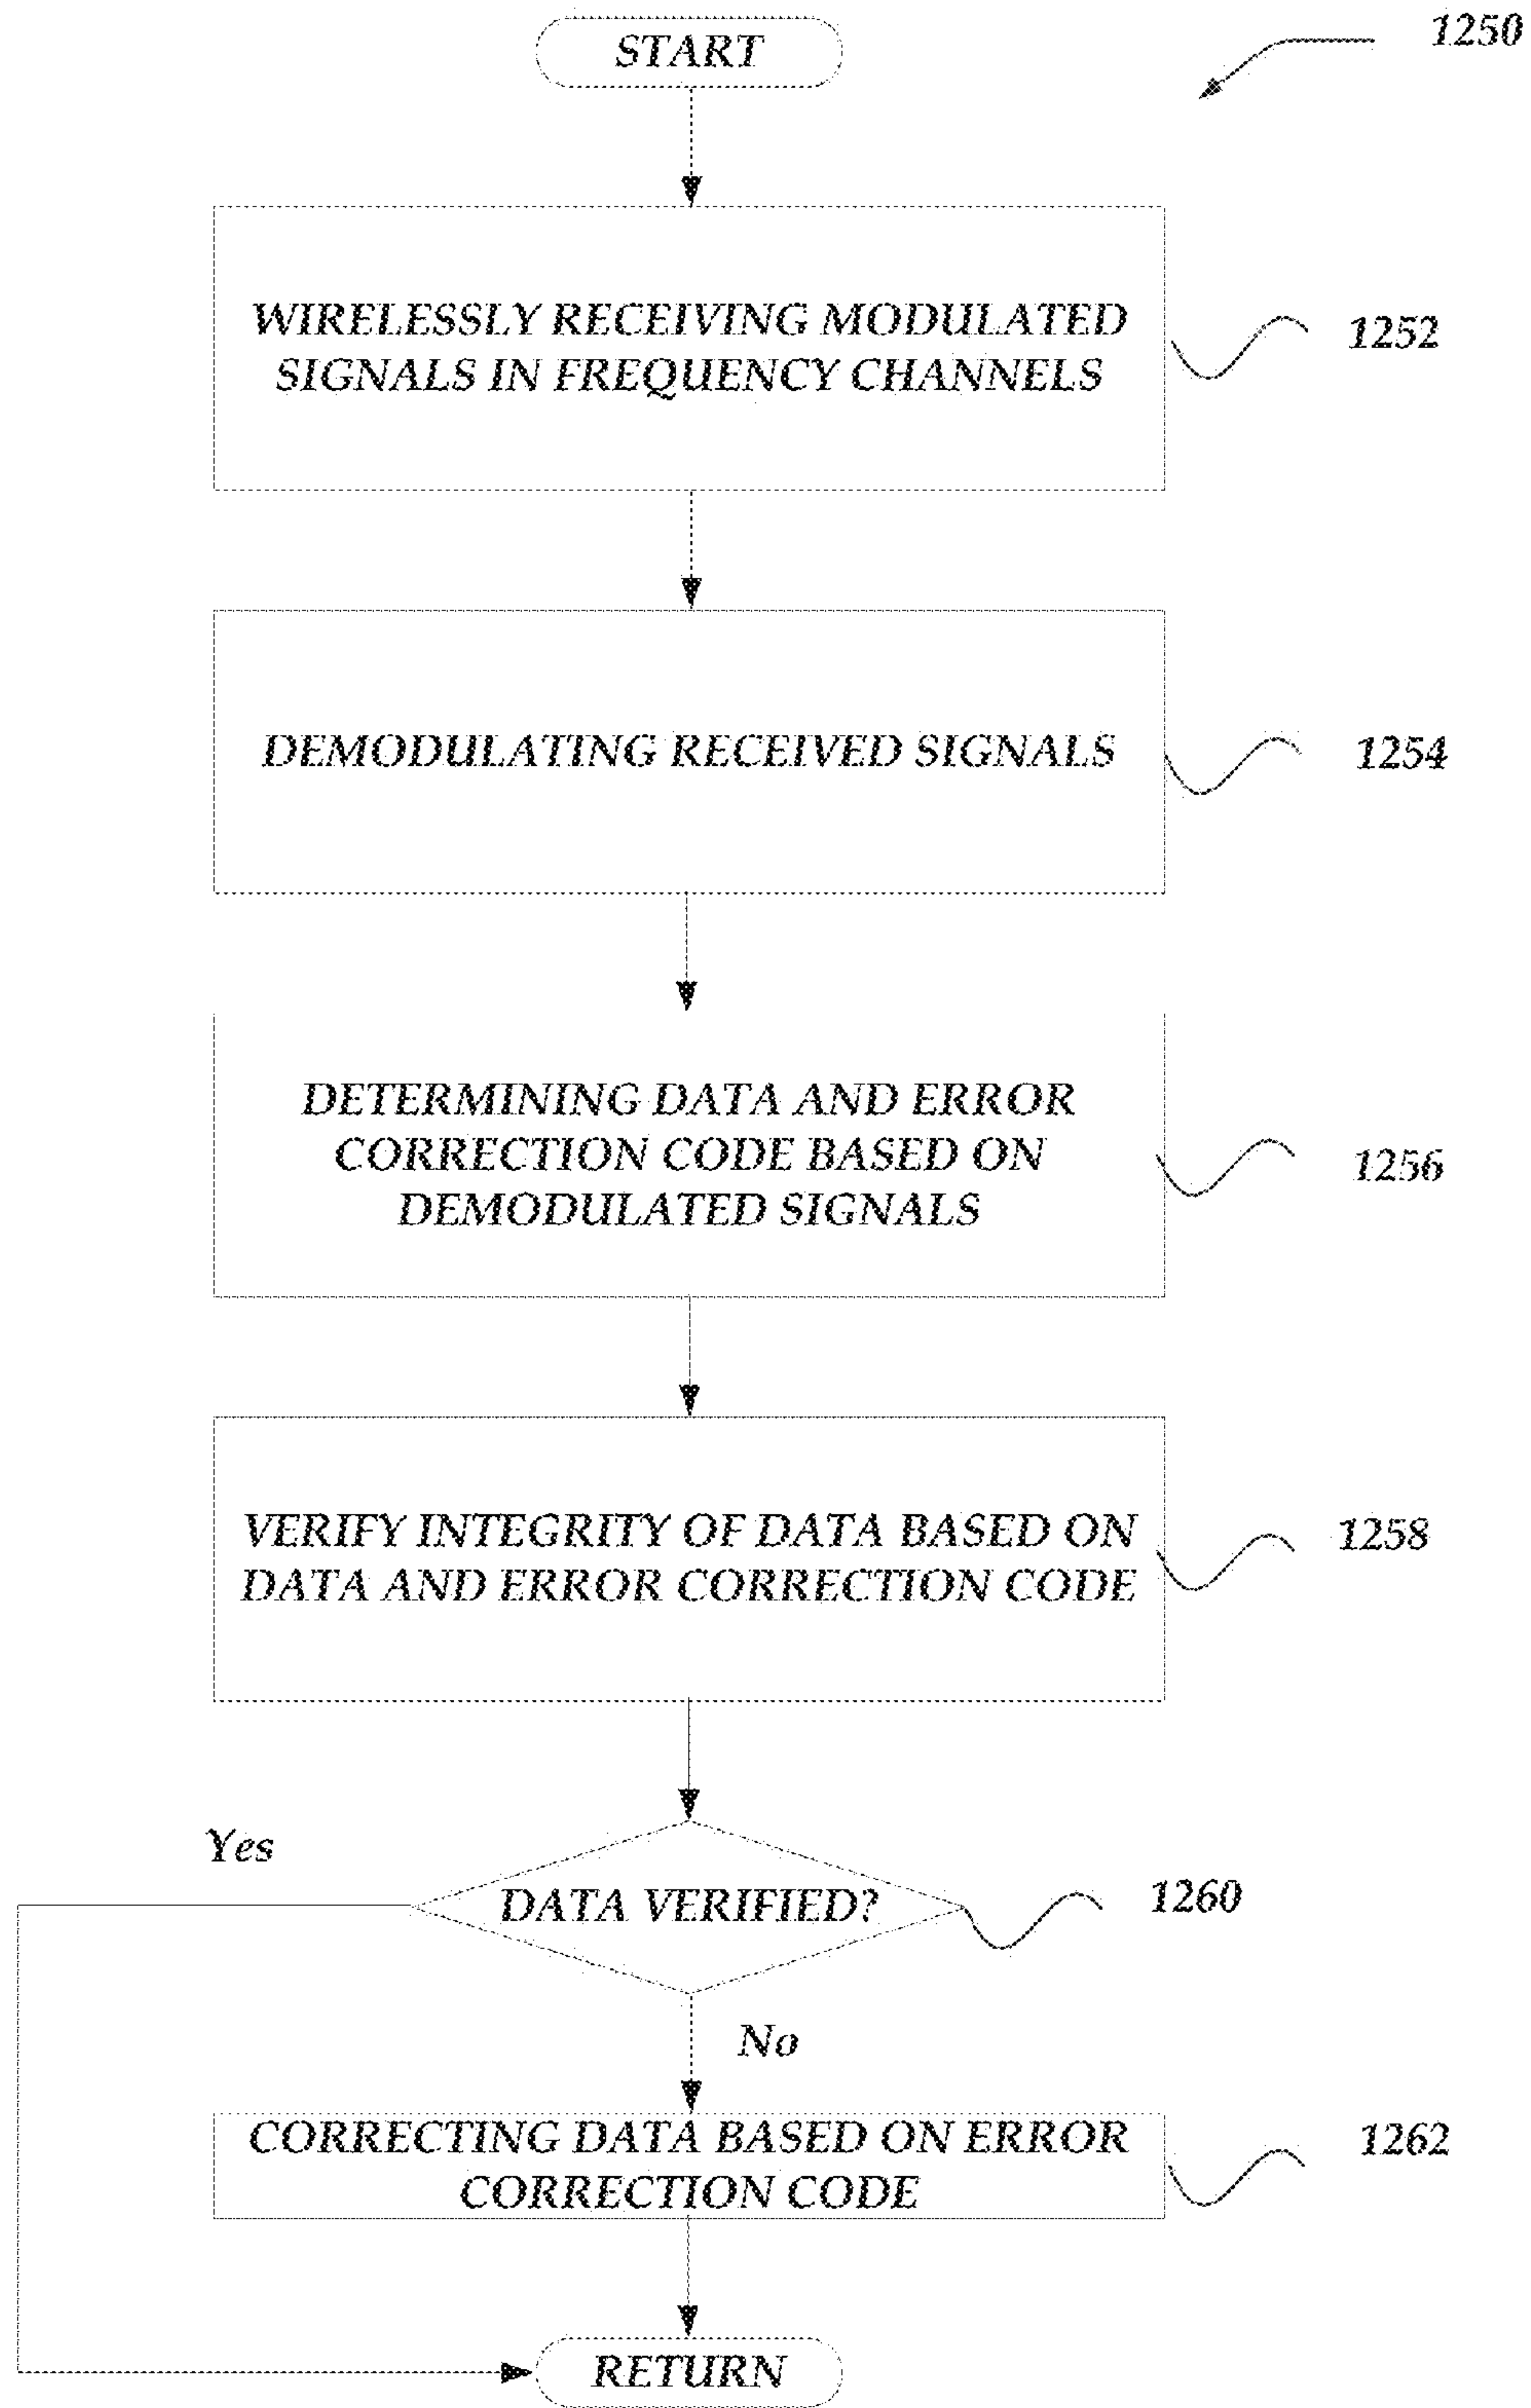 START
1250
WIRELESSLY RECEIVING MODULATED
SIGNALS IN FREQUENCY CHANNELS
1252
DEMODULATING RECEIVED SIGNALS
1254
DETERMINING DATA AND ERROR
CORRECTION CODE BASED ON
DEMODULATED SIGNALS
1256
VERIFY INTEGRITY OF DATA BASED ON
DATA AND ERROR CORRECTION CODE
1258
Yes
DATA VERIFIED?
1260
No
CORRECTING DATA BASED ON ERROR
CORRECTION CODE
1262
RETURN